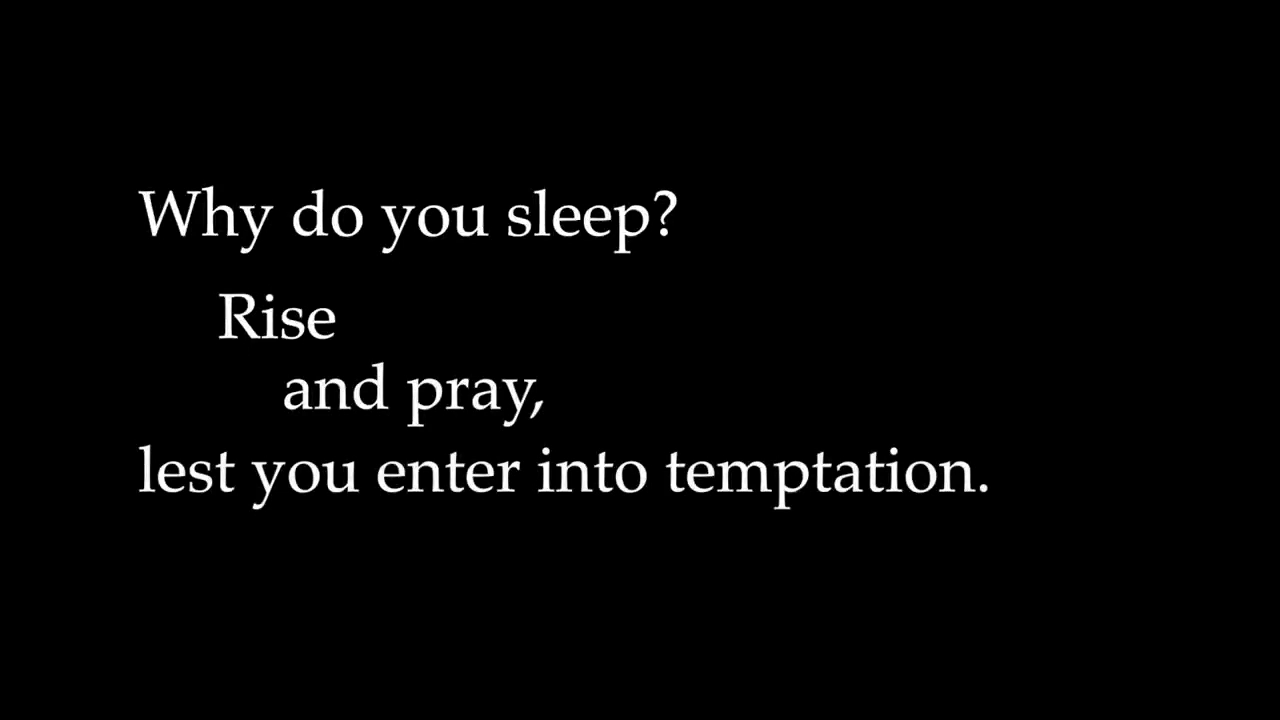 Why do you sleep?
Rise
and pray,
lest you enter into temptation.